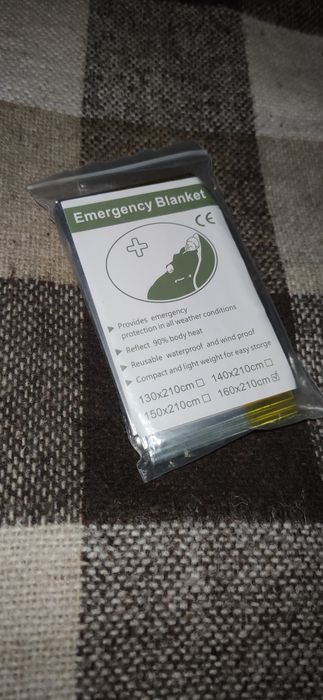 Emergency Blanket
CE
Provides emergency
protection in all weather conditions
Reflect 90% body heat
Reusable waterproof and wind proof
Compact and light weight for easy storge
130x210cm☐ 140x210cm☐
150x210cm☐ 160x210cm☑